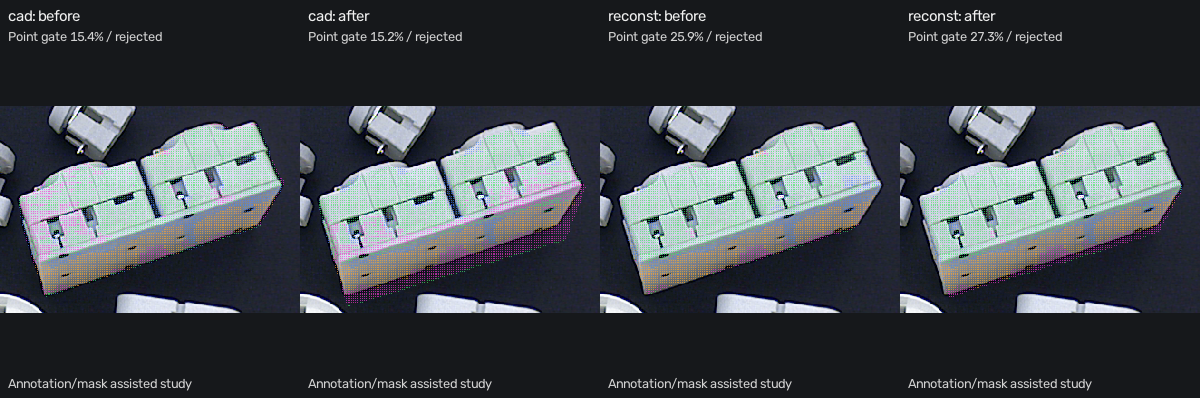 cad: before
Point gate 15.4% / rejected
cad: after
Point gate 15.2% / rejected
reconst: before
Point gate 25.9% / rejected
reconst: after
Point gate 27.3% / rejected
Annotation/mask assisted study
Annotation/mask assisted study
Annotation/mask assisted study
Annotation/mask assisted study